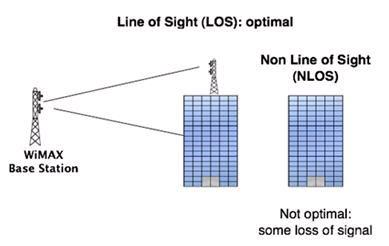 Line of Sight (LOS): optimal
Non Line of Sight
(NLOS)
WiMAX
Base Station
Not optimal:
some loss of signal